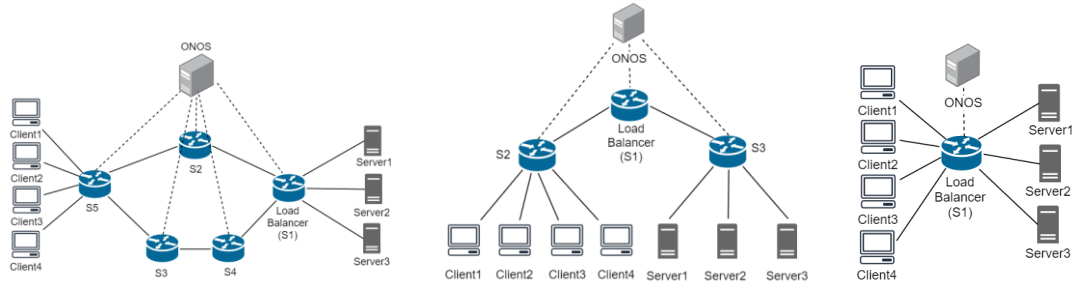 ONOS
Client1
Client2
Client3
Client4
S5
S2
S3
S4
Load
Balancer
(S1)
Server1
Server2
Server3
ONOS
Load
Balancer
(S1)
S2
S3
Client1
Client2
Client3
Client4
Server1
Server2
Server3
ONOS
Client1
Client2
Client3
Client4
Load
Balancer
(S1)
Server1
Server2
Server3